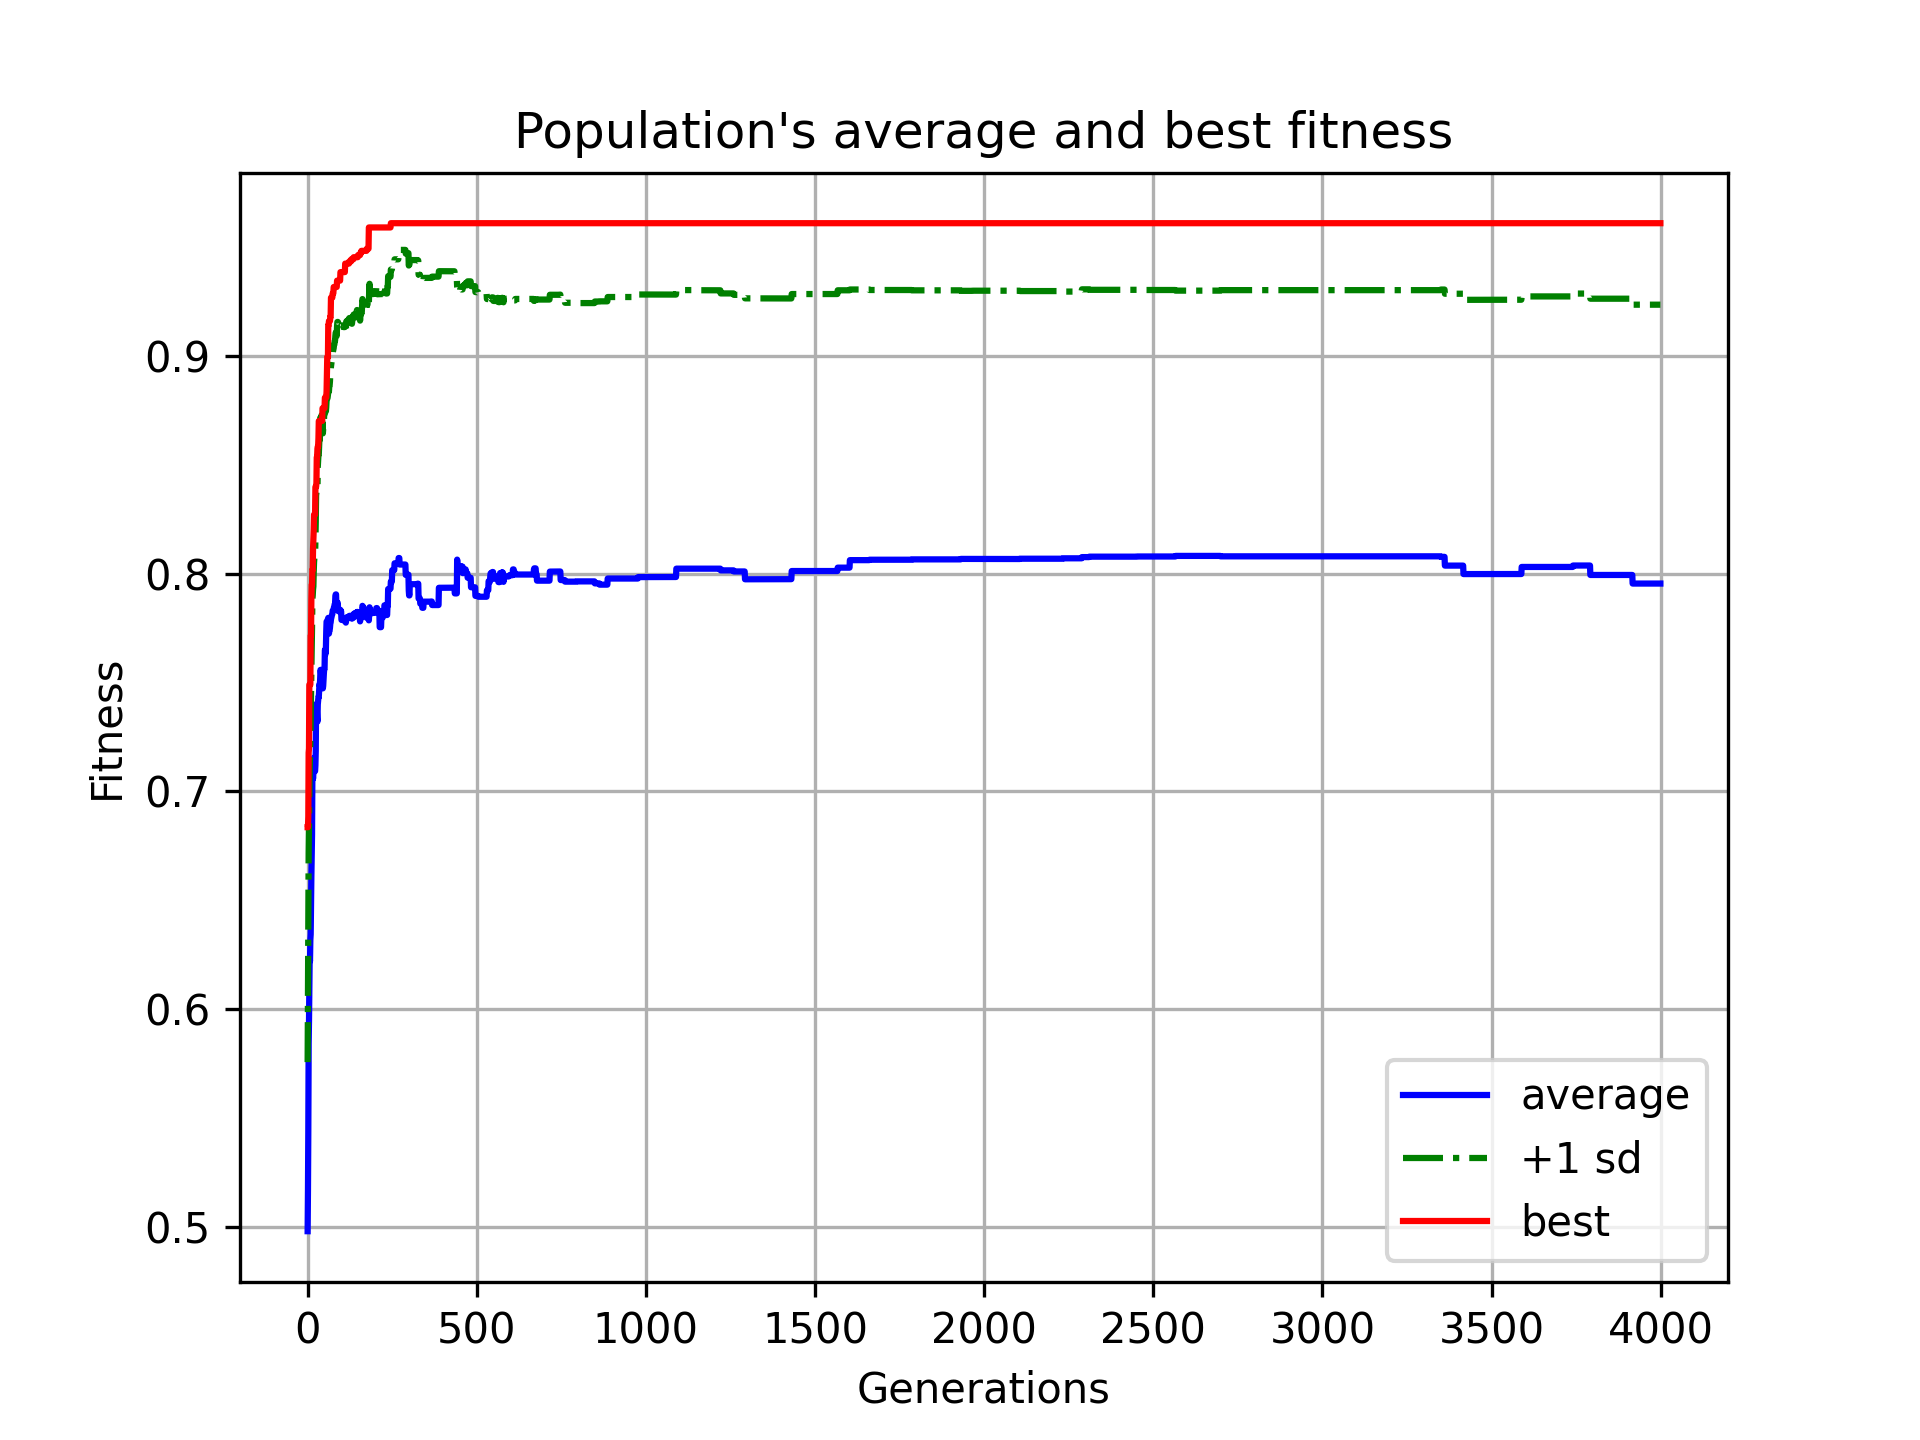 Population's average and best fitness
Fitness
0.9
0.8
0.7
0.6
0.5
average
+1 sd
best
0 500 1000 1500 2000 2500 3000 3500 4000
Generations